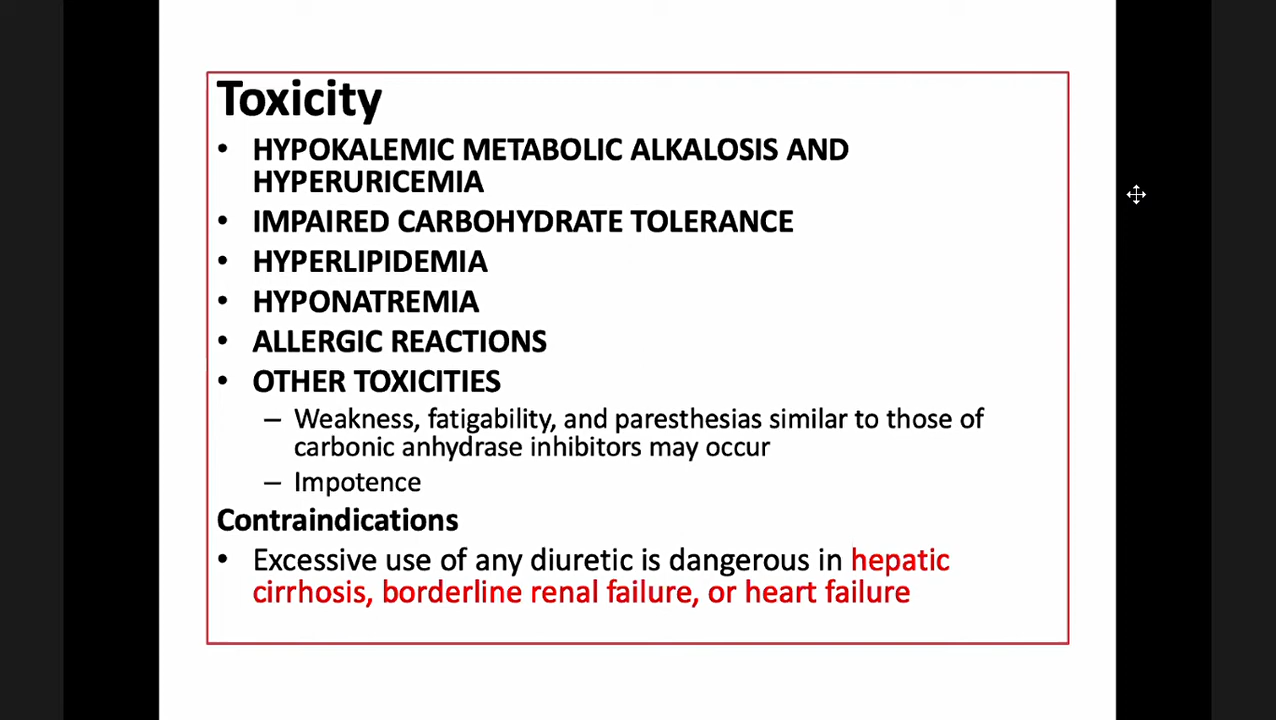 Toxicity
• HYPOKALEMIC METABOLIC ALKALOSIS AND
HYPERURICEMIA
• IMPAIRED CARBOHYDRATE TOLERANCE
• HYPERLIPIDEMIA
• HYPONATREMIA
• ALLERGIC REACTIONS
• OTHER TOXICITIES
– Weakness, fatigability, and paresthesias similar to those of
carbonic anhydrase inhibitors may occur
– Impotence
Contraindications
• Excessive use of any diuretic is dangerous in hepatic
cirrhosis, borderline renal failure, or heart failure